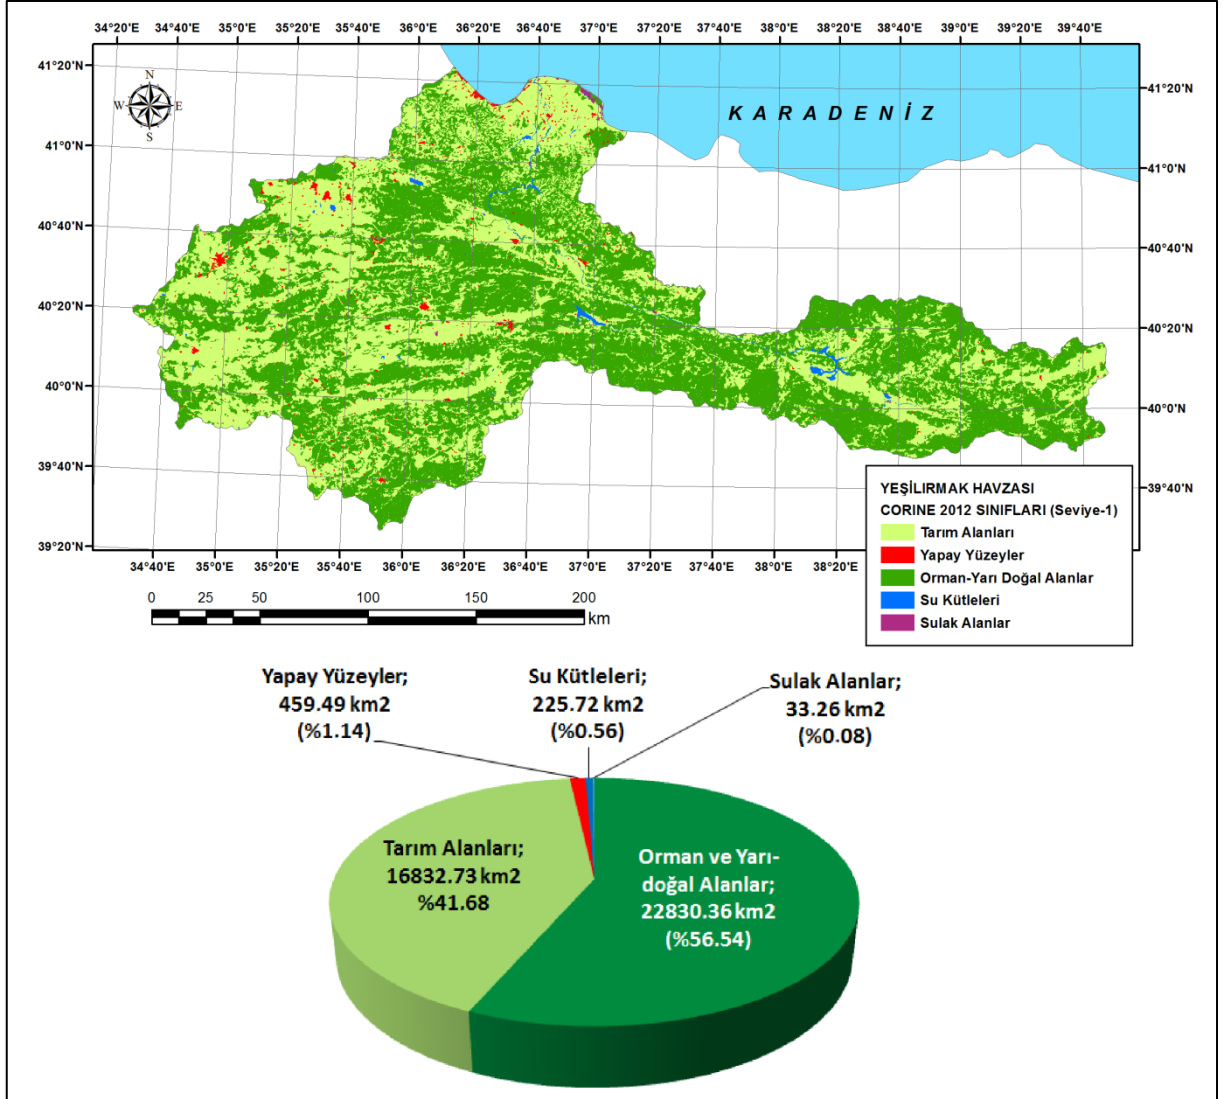 34°20'E 34°40'E 35°0'E 35°20'E 35°40'E 36°0'E 36°20'E 36°40'E 37°0'E 37°20'E 37°40'E 38°0'E 38°20'E 38°40'E 39°0'E 39°20'E 39°40'E
41°20'N
41°20'N
N
W E
S
KARADENİZ
41°0'N
41°0'N
40°40'N
40°40'N
40°20'N
40°20'N
40°0'N
40°0'N
39°40'N
39°40'N
39°20'N
34°40'E 35°0'E 35°20'E 35°40'E 36°0'E 36°20'E 36°40'E 37°0'E 37°20'E 37°40'E 38°0'E 38°20'E
YEŞİLIRMAK HAVZASI
CORINE 2012 SINIFLARI (Seviye-1)
Tarım Alanları
Yapay Yüzeyler
Orman-Yarı Doğal Alanlar
Su Kütleleri
Sulak Alanlar
0 25 50 100 150 200
km
Yapay Yüzeyler;
459.49 km2
(%1.14)
Su Kütleleri;
225.72 km2
(%0.56)
Sulak Alanlar;
33.26 km2
(%0.08)
Tarım Alanları;
16832.73 km2
%41.68
Orman ve Yarı-
doğal Alanlar;
22830.36 km2
(%56.54)